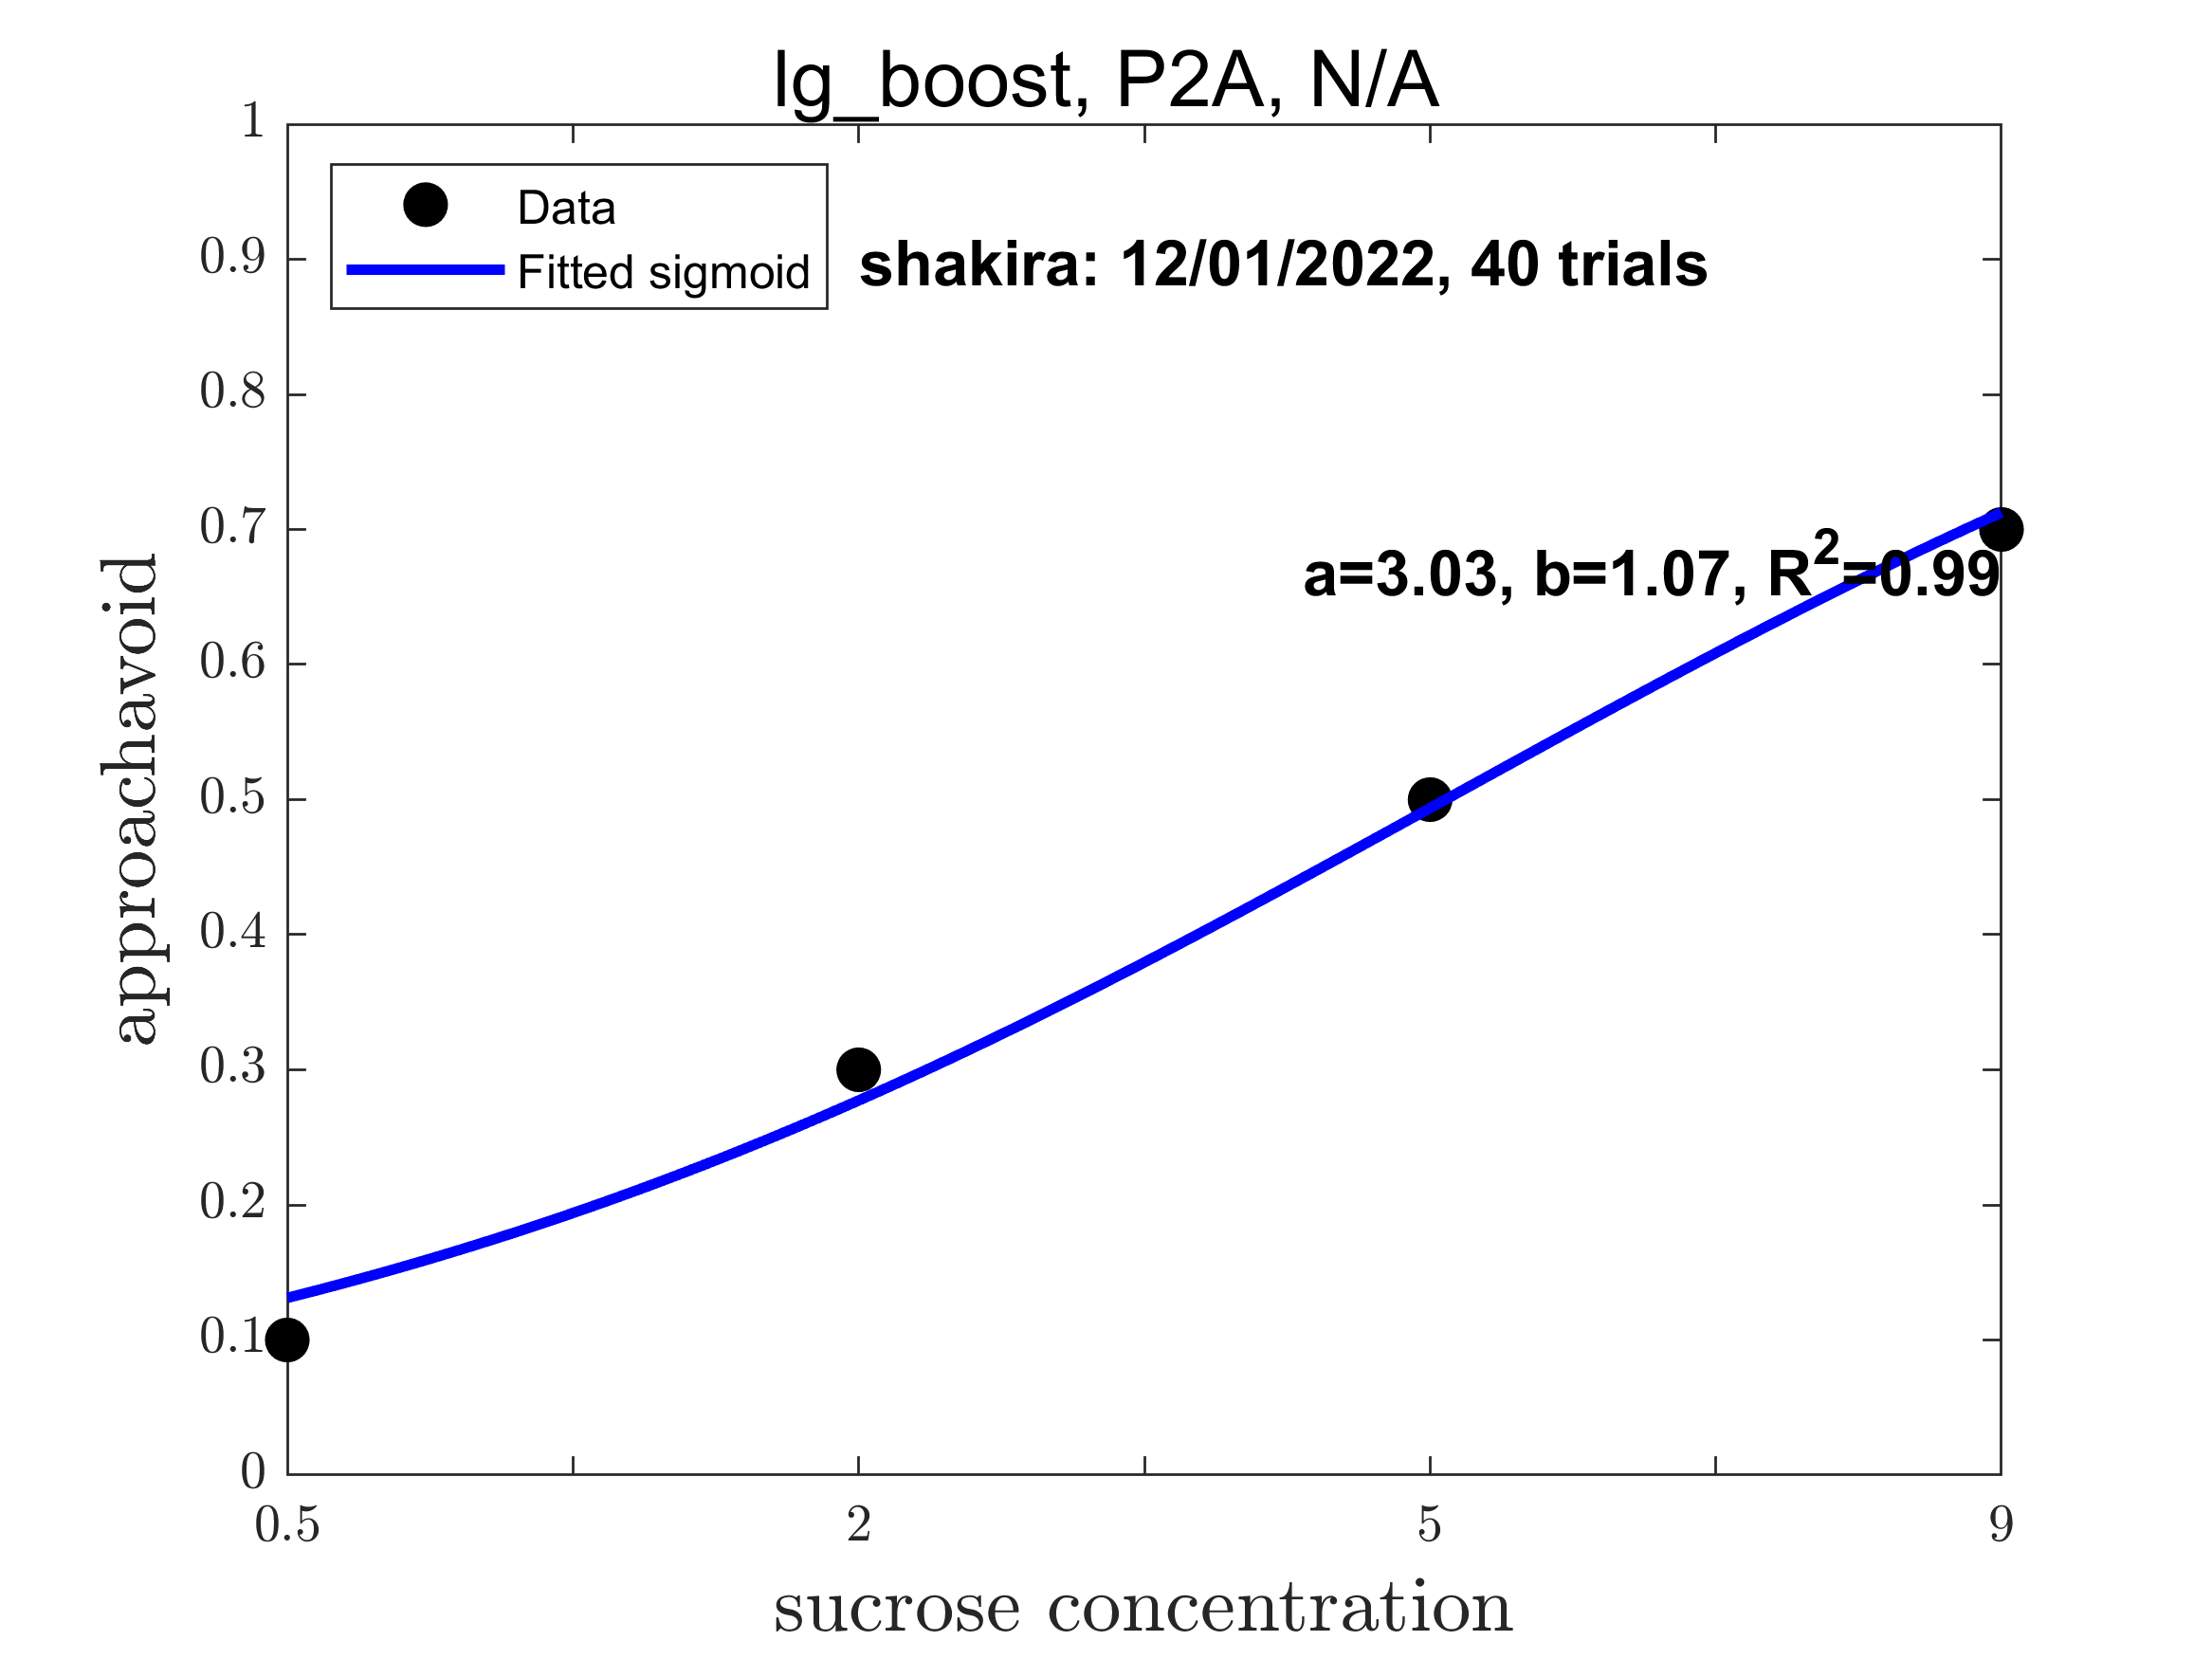 lg_boost, P2A, N/A
1
Data
0.9
Fitted sigmoid
shakira: 12/01/2022, 40 trials
0.8
0.7
a=3.03, b=1.07, R²=0.99
0.6
0.5
0.4
0.3
0.2
0.1
0
approachavoid
0.5 2 5 9
sucrose concentration